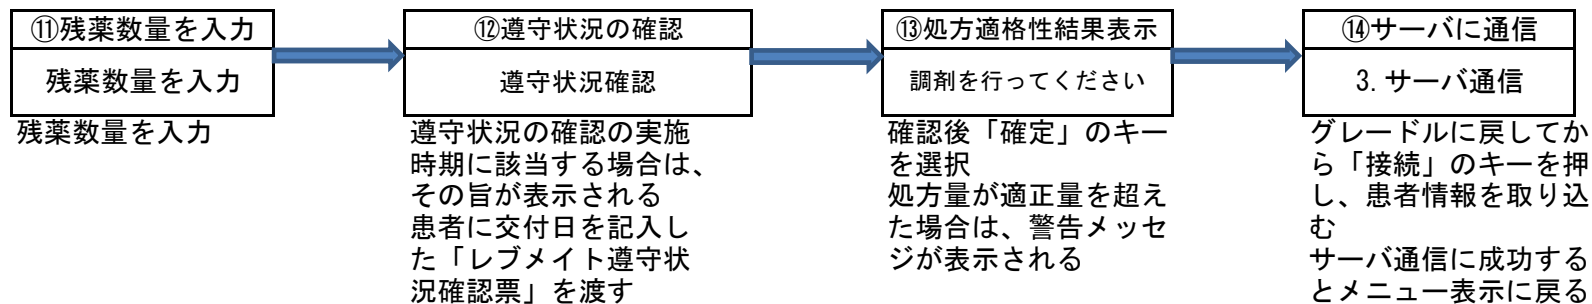 ⑪残薬数量を入力
残薬数量を入力
残薬数量を入力
⑫遵守状況の確認
遵守状況確認
遵守状況の確認の実施
時期に該当する場合は、
その旨が表示される
患者に交付日を記入し
た「レブメイト遵守状
況確認票」を渡す
⑬処方適格性結果表示
調剤を行ってください
確認後「確定」のキー
を選択
処方量が適正量を超え
た場合は、警告メッセ
ジが表示される
⑭サーバに通信
3.サーバ通信
グレードルに戻してか
ら「接続」のキーを押
し、患者情報を取り込
む
サーバ通信に成功する
とメニュー表示に戻る